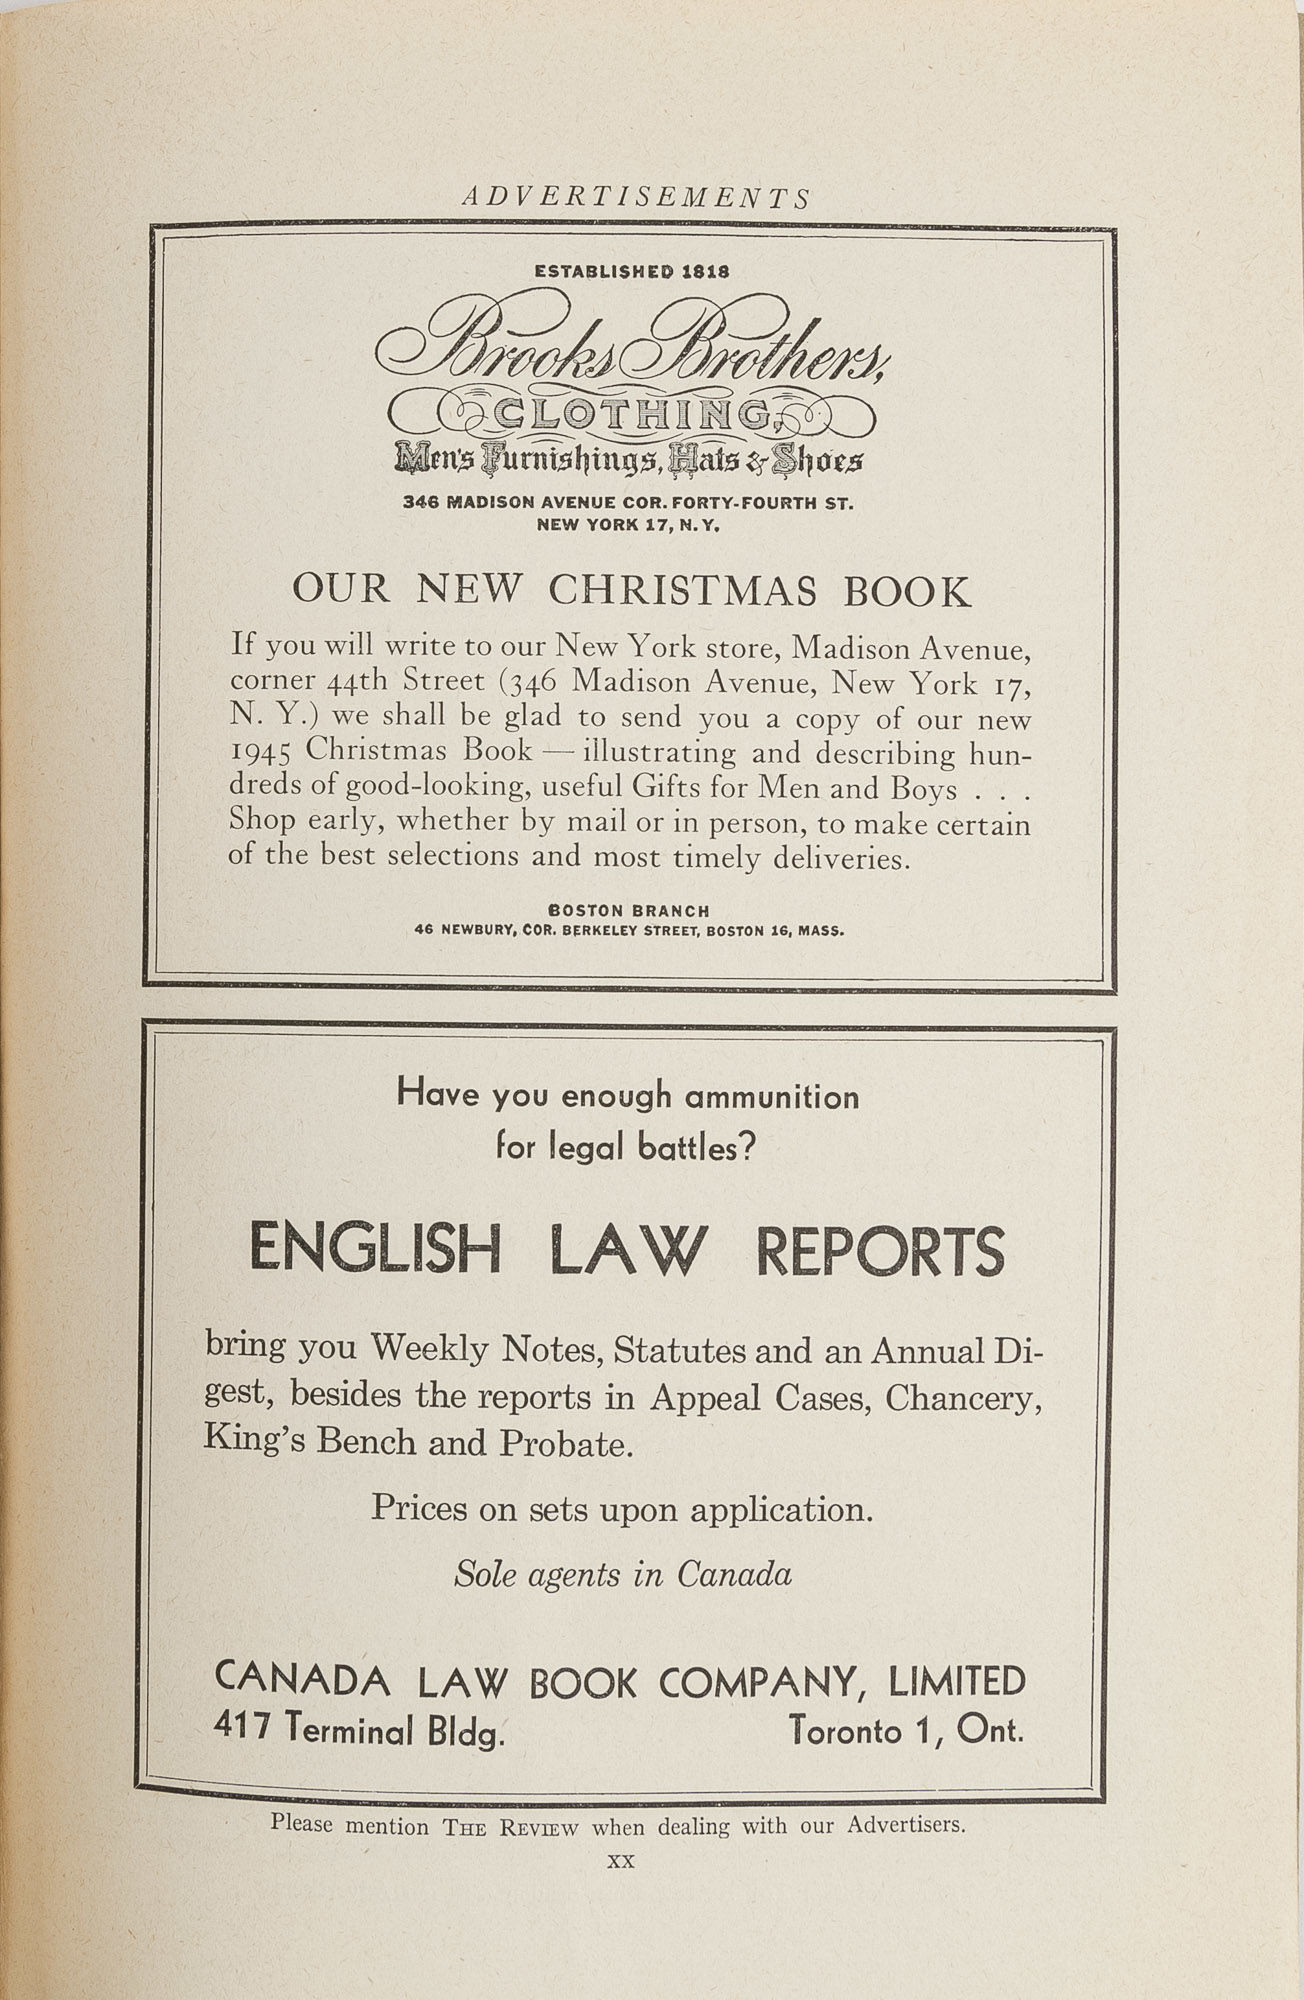 ADVERTISEMENTS
ESTABLISHED 1818
Brooks Brothers,
CLOTHING,
Men's Furnishings, Hats & Shoes
346 MADISON AVENUE COR. FORTY-FOURTH ST.
NEW YORK 17, N.Y.
OUR NEW CHRISTMAS BOOK
If you will write to our New York store, Madison Avenue,
corner 44th Street (346 Madison Avenue, New York 17,
N. Y.) we shall be glad to send you a copy of our new
1945 Christmas Book — illustrating and describing hun-
dreds of good-looking, useful Gifts for Men and Boys . . .
Shop early, whether by mail or in person, to make certain
of the best selections and most timely deliveries.
BOSTON BRANCH
46 NEWBURY, COR. BERKELEY STREET, BOSTON 16, MASS.
Have you enough ammunition
for legal battles?
ENGLISH LAW REPORTS
bring you Weekly Notes, Statutes and an Annual Di-
gest, besides the reports in Appeal Cases, Chancery,
King's Bench and Probate.
Prices on sets upon application.
Sole agents in Canada
CANADA LAW BOOK COMPANY, LIMITED
417 Terminal Bldg. Toronto 1, Ont.
Please mention THE REVIEW when dealing with our Advertisers.
xx